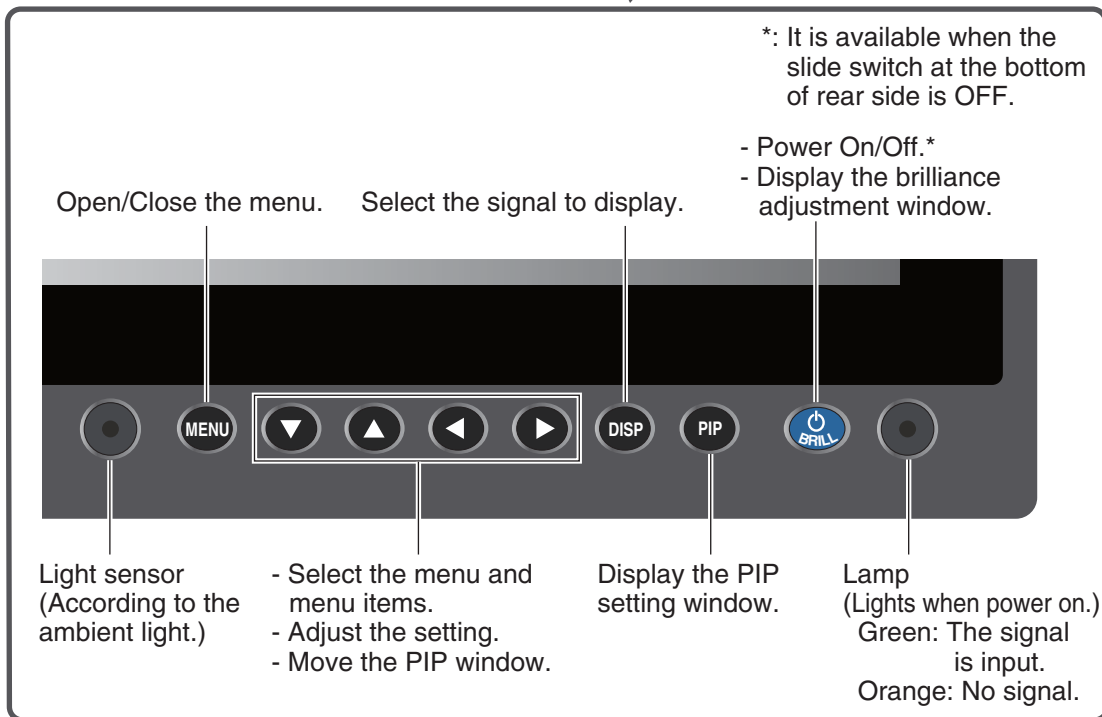 *: It is available when the
slide switch at the bottom
of rear side is OFF.
- Power On/Off.*
- Display the brilliance
adjustment window.
Open/Close the menu.
Select the signal to display.
MENU
DISP
PIP
BRILL
Light sensor
(According to the
ambient light.)
- Select the menu and
menu items.
- Adjust the setting.
- Move the PIP window.
Display the PIP
setting window.
Lamp
(Lights when power on.)
Green: The signal
is input.
Orange: No signal.